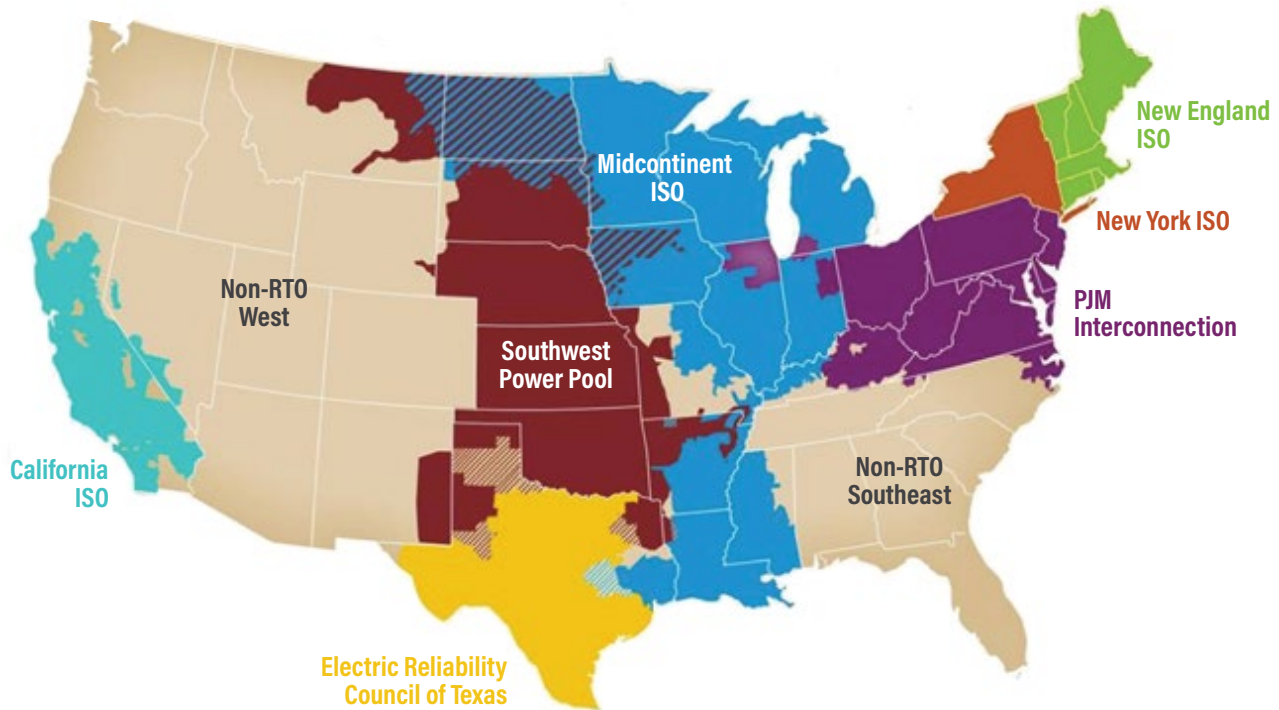 New England
ISO
Midcontinent
ISO
New York ISO
Non-RTO
West
PJM
Interconnection
Southwest
Power Pool
California
ISO
Non-RTO
Southeast
Electric Reliability
Council of Texas